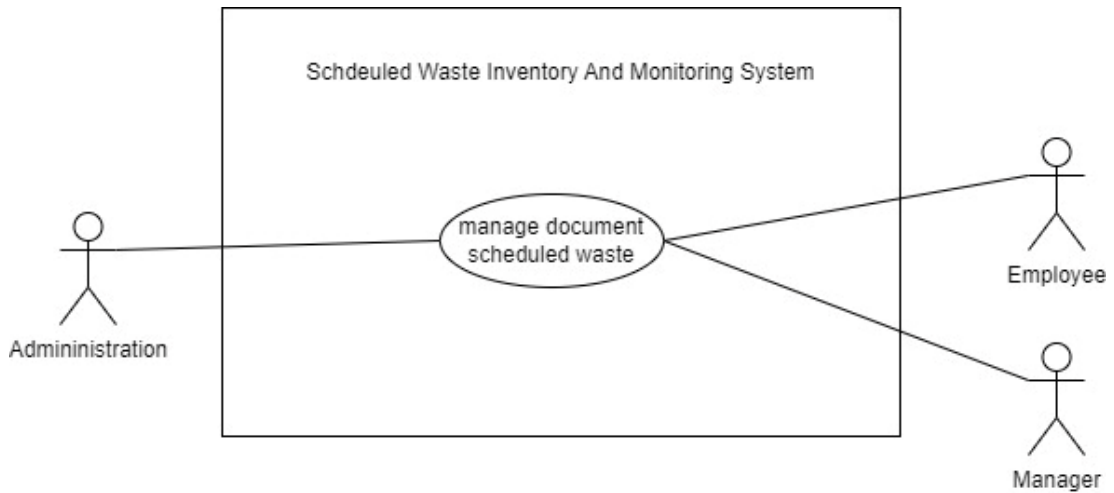 Schdeuled Waste Inventory And Monitoring System
manage document
scheduled waste
Admininistration
Employee
Manager